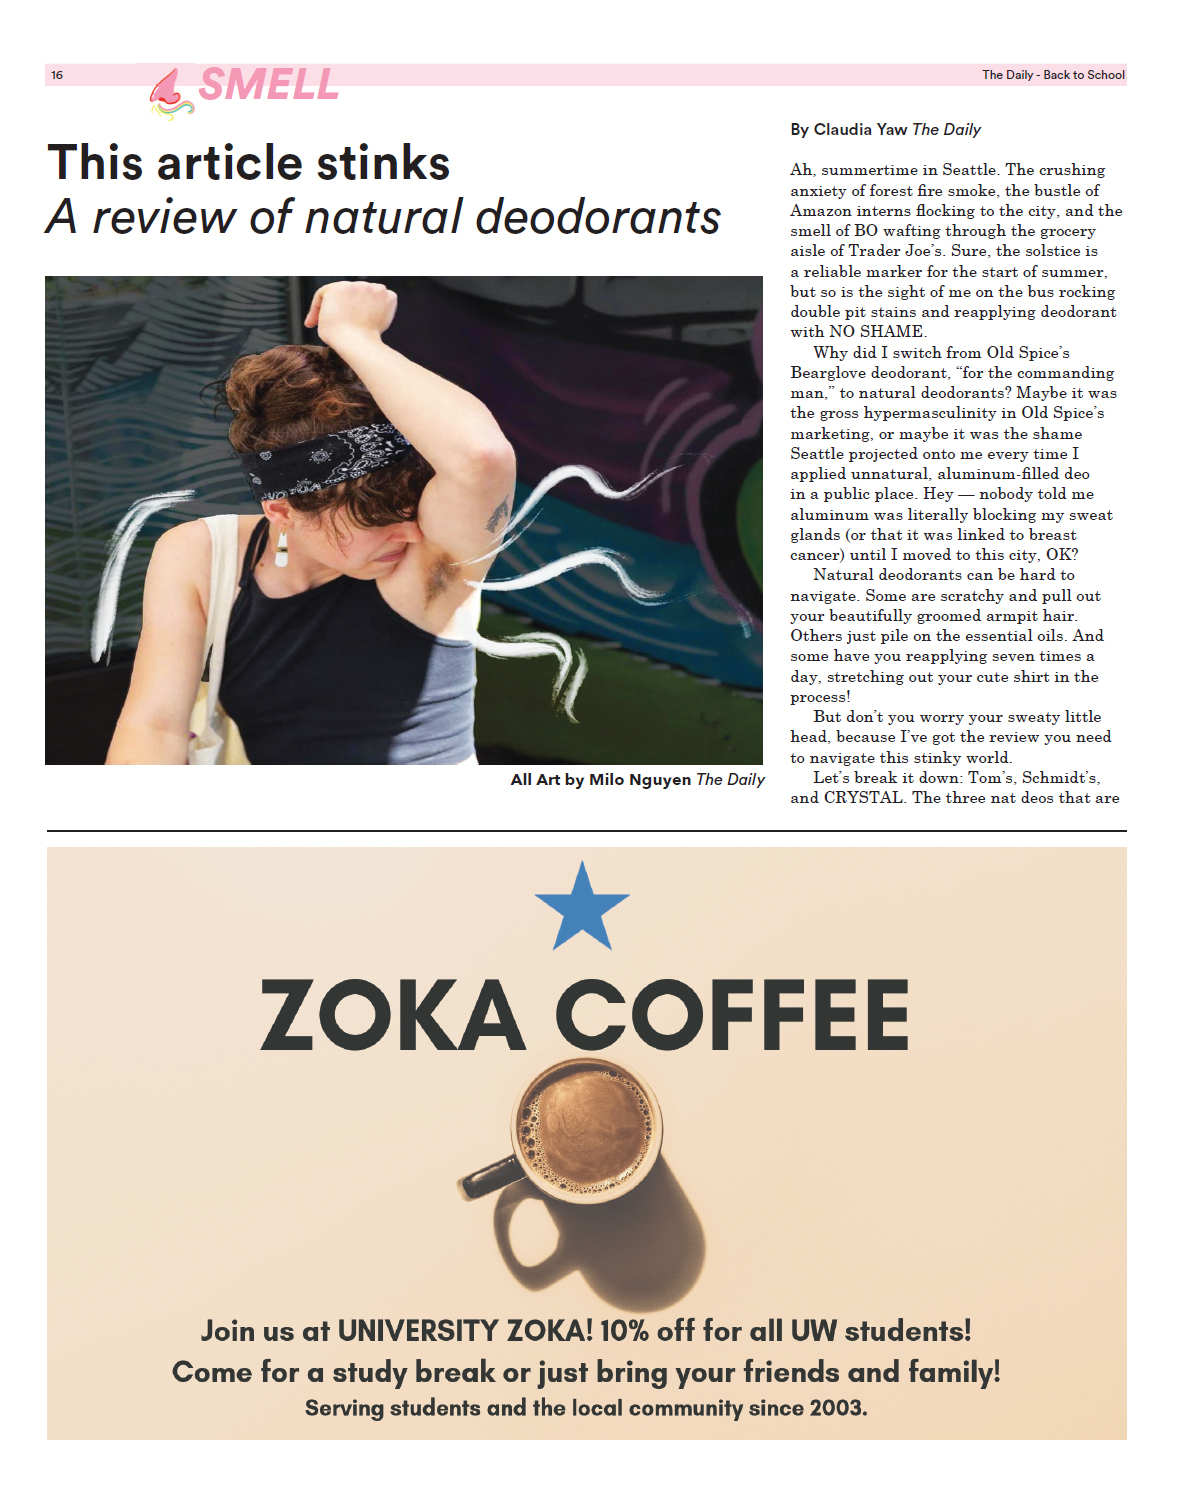 16
SMELL
The Daily - Back to School
This article stinks
A review of natural deodorants
All Art by Milo Nguyen The Daily
By Claudia Yaw The Daily
Ah, summertime in Seattle. The crushing
anxiety of forest fire smoke, the bustle of
Amazon interns flocking to the city, and the
smell of BO wafting through the grocery
aisle of Trader Joe’s. Sure, the solstice is
a reliable marker for the start of summer,
but so is the sight of me on the bus rocking
double pit stains and reapplying deodorant
with NO SHAME.
Why did I switch from Old Spice’s
Bearglove deodorant, “for the commanding
man,” to natural deodorants? Maybe it was
the gross hypermasculinity in Old Spice’s
marketing, or maybe it was the shame
Seattle projected onto me every time I
applied unnatural, aluminum-filled deo
in a public place. Hey — nobody told me
aluminum was literally blocking my sweat
glands (or that it was linked to breast
cancer) until I moved to this city, OK?
Natural deodorants can be hard to
navigate. Some are scratchy and pull out
your beautifully groomed armpit hair.
Others just pile on the essential oils. And
some have you reapplying seven times a
day, stretching out your cute shirt in the
process!
But don’t you worry your sweaty little
head, because I’ve got the review you need
to navigate this stinky world.
Let’s break it down: Tom’s, Schmidt’s,
and CRYSTAL. The three nat deos that are
ZOKA COFFEE
Join us at UNIVERSITY ZOKA! 10% off for all UW students!
Come for a study break or just bring your friends and family!
Serving students and the local community since 2003.